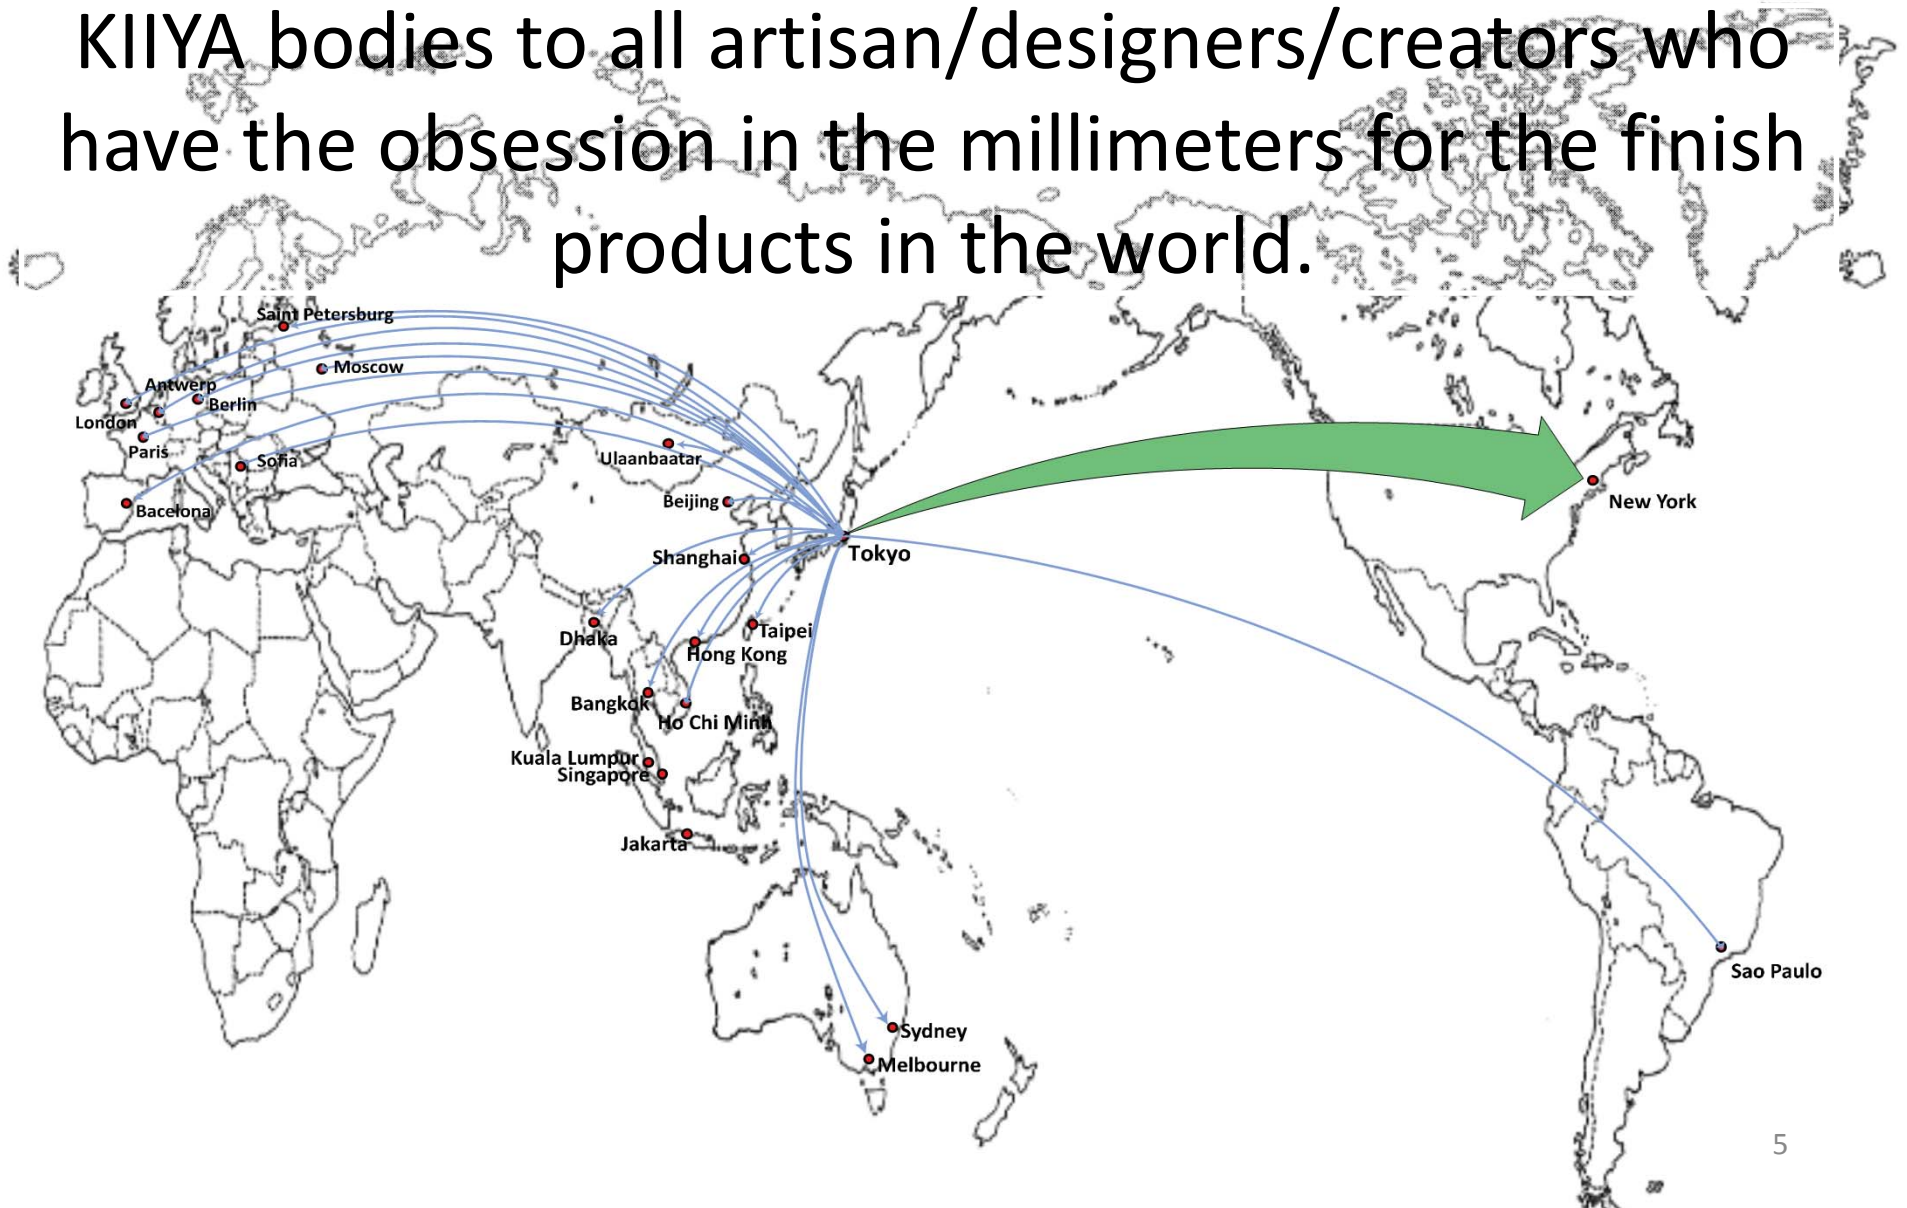 KIIYA bodies to all artisan/designers/creators who
have the obsession in the millimeters for the finish
products in the world.
Saint Petersburg
Moscow
Antwerp
Berlin
London
Paris
Sofia
Bacelona
Ulaanbaatar
Beijing
New York
Shanghai
Tokyo
Dhaka
Taipei
Hong Kong
Bangkok
Ho Chi Minh
Kuala Lumpur
Singapore
Jakarta
Sao Paulo
Sydney
Melbourne
5